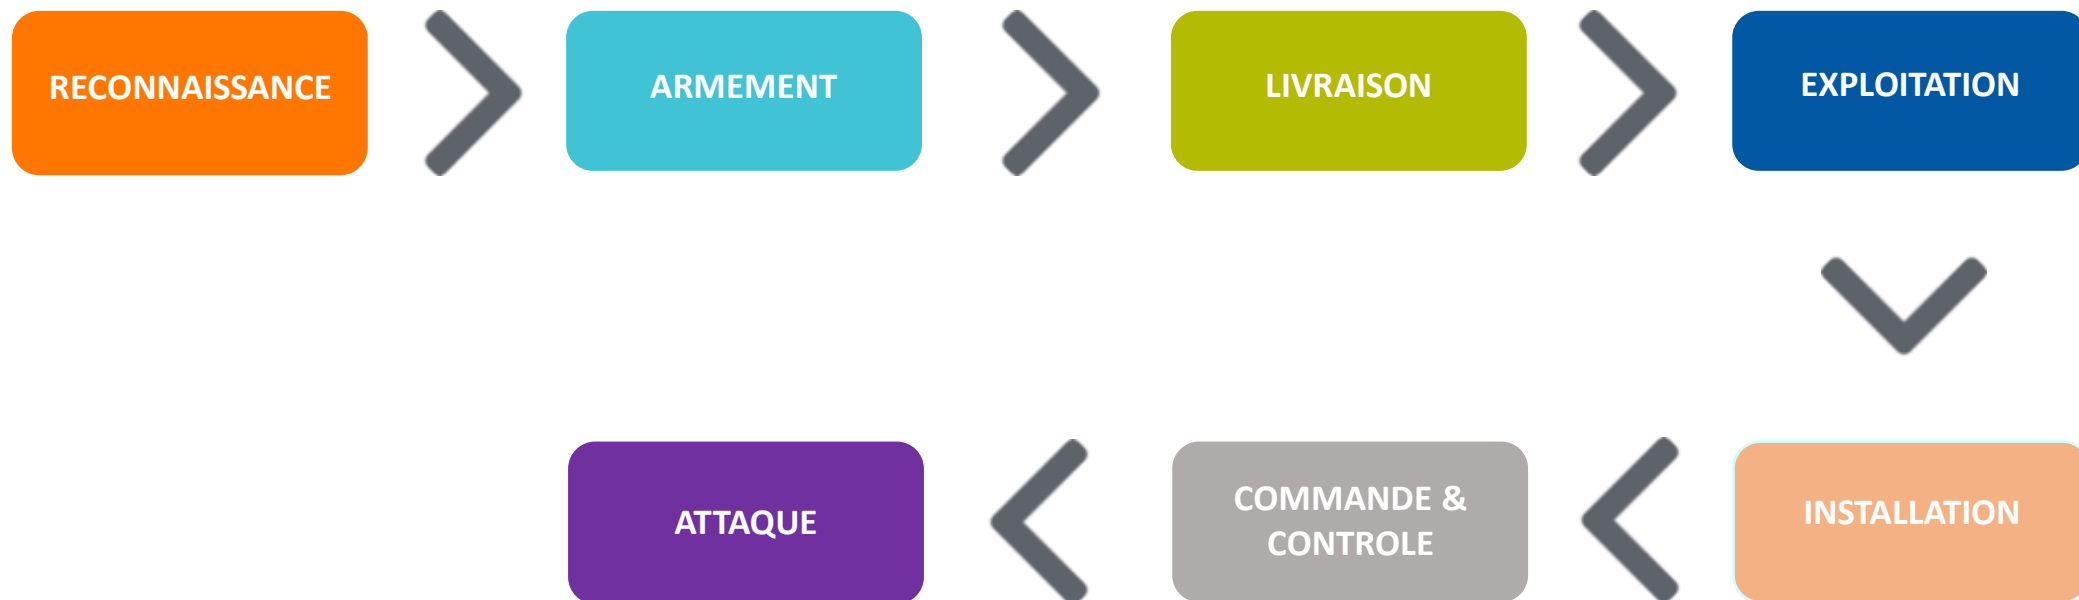 RECONNAISSANCE
ARMEMENT
LIVRAISON
EXPLOITATION
INSTALLATION
COMMANDE &
CONTROLE
ATTAQUE